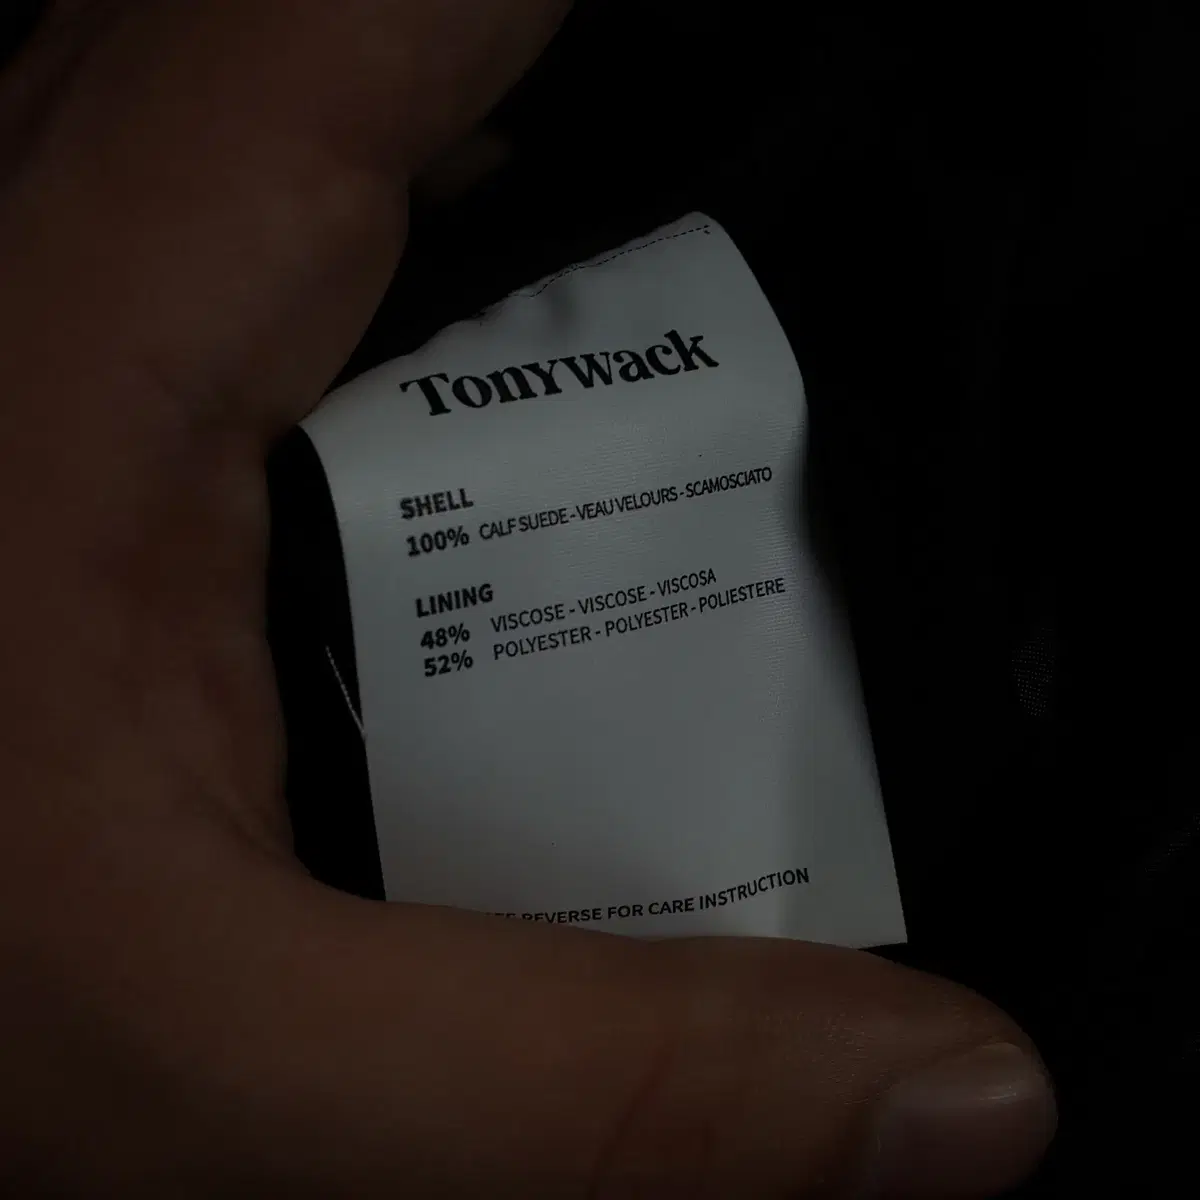 Tonywack
SHELL
100% CALF SUEDE - VEAU VELOURS - SCAMOSCIATO
LINING
48% VISCOSE - VISCOSE - VISCOSA
52% POLYESTER - POLYESTER - POLIESTERE
REVERSE FOR CARE INSTRUCTION